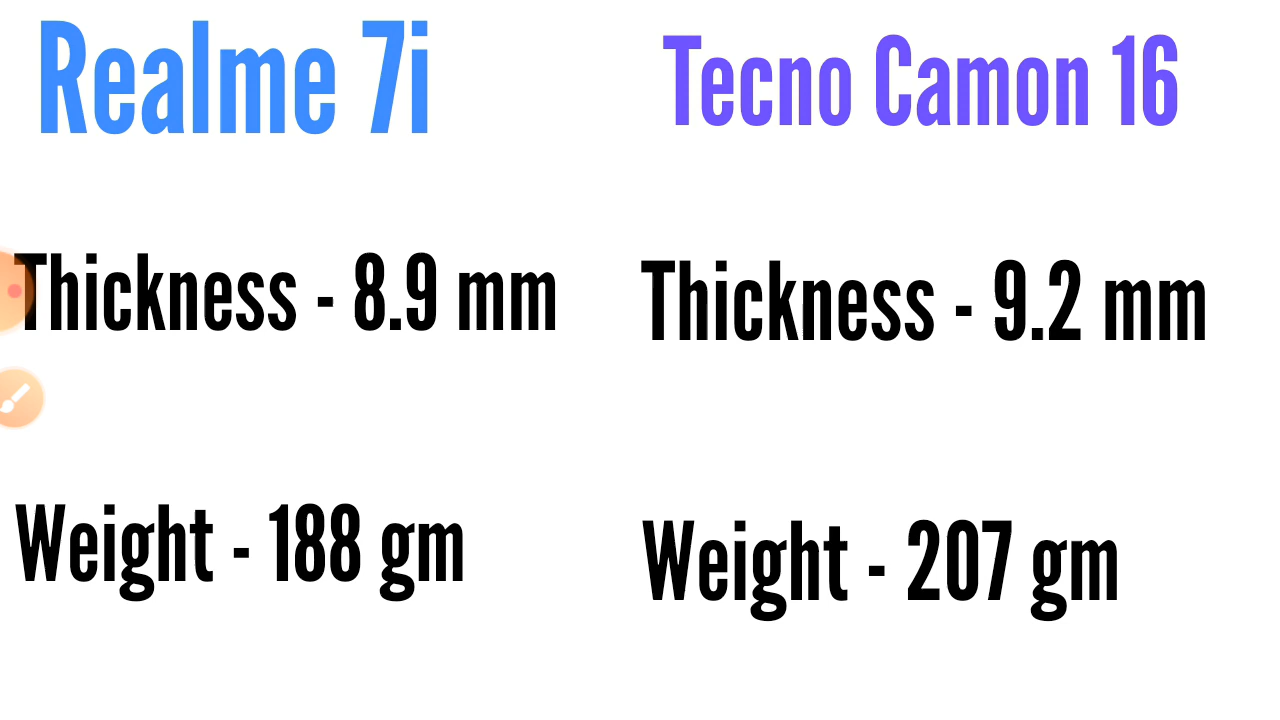 Realme 7i
Tecno Camon 16
Thickness - 8.9 mm
Thickness - 9.2 mm
Weight - 188 gm
Weight - 207 gm